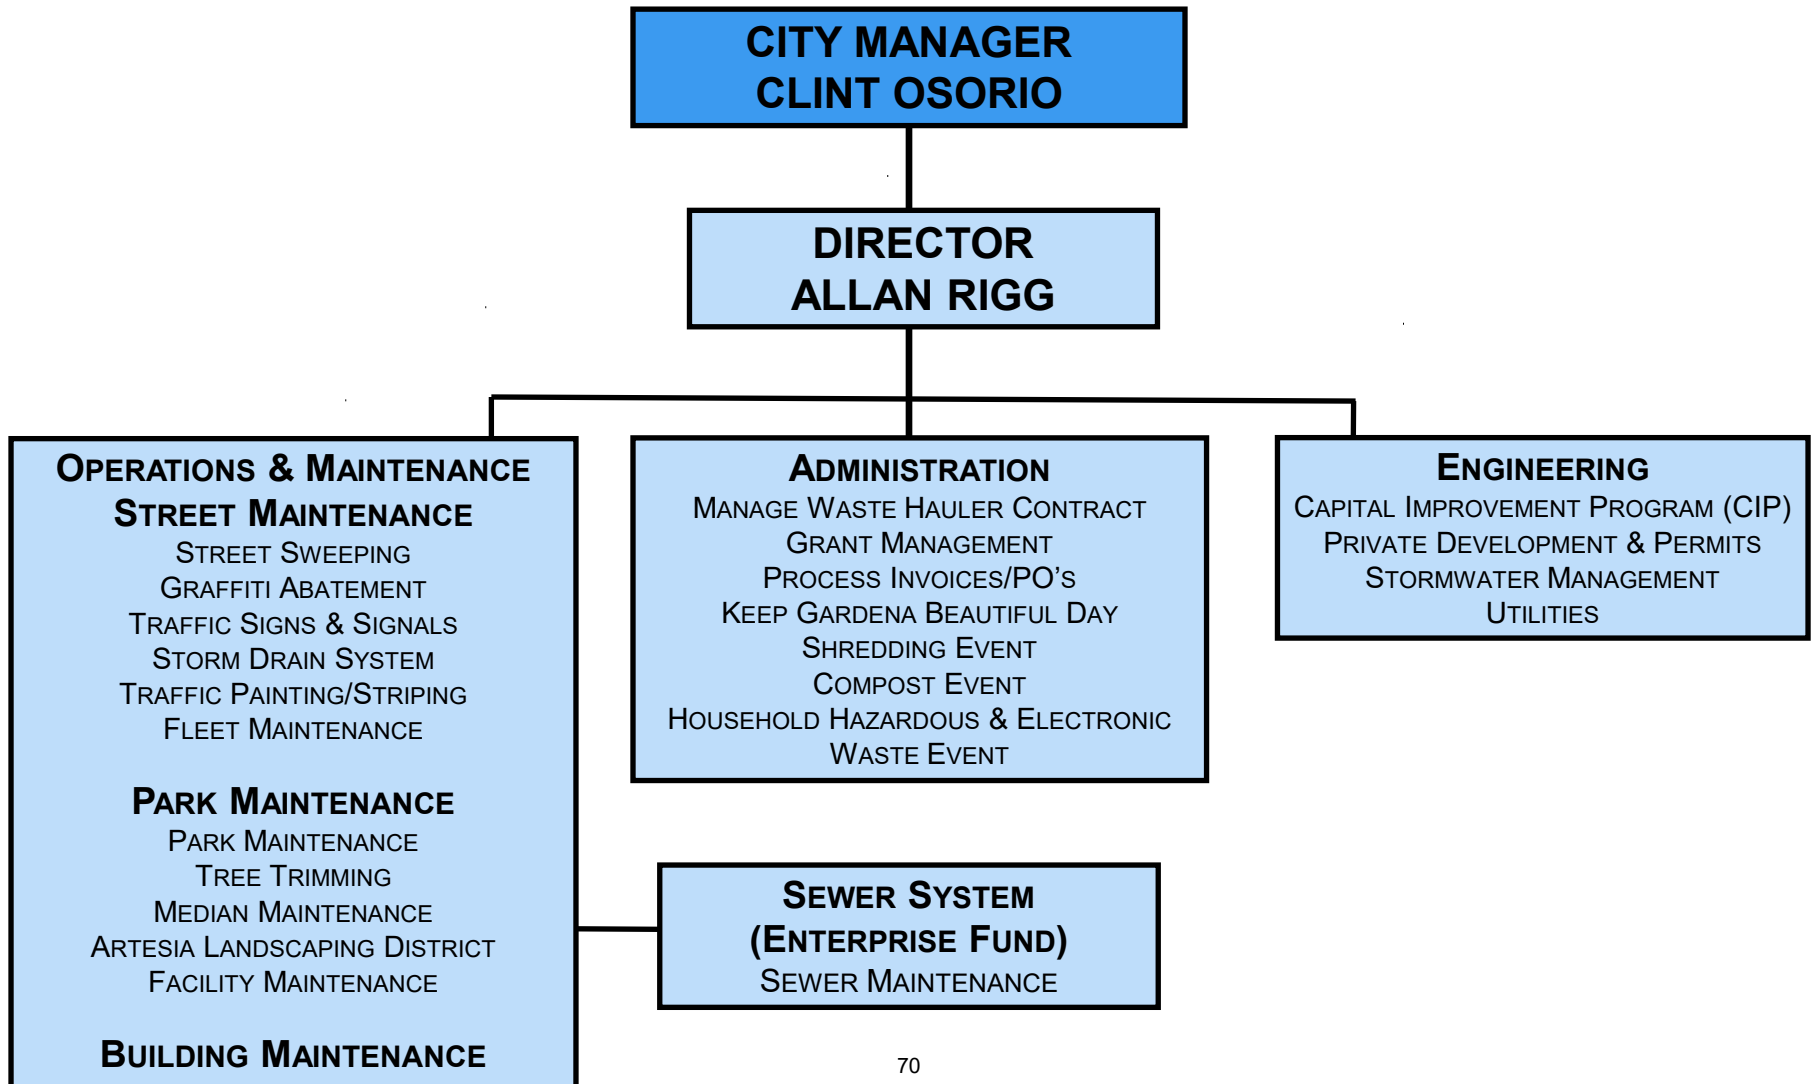 CITY MANAGER
CLINT OSORIO
DIRECTOR
ALLAN RIGG
OPERATIONS & MAINTENANCE
STREET MAINTENANCE
STREET SWEEPING
GRAFFITI ABATEMENT
TRAFFIC SIGNS & SIGNALS
STORM DRAIN SYSTEM
TRAFFIC PAINTING/STRIPING
FLEET MAINTENANCE
PARK MAINTENANCE
PARK MAINTENANCE
TREE TRIMMING
MEDIAN MAINTENANCE
ARTESIA LANDSCAPING DISTRICT
FACILITY MAINTENANCE
BUILDING MAINTENANCE
ADMINISTRATION
MANAGE WASTE HAULER CONTRACT
GRANT MANAGEMENT
PROCESS INVOICES/PO’S
KEEP GARDENA BEAUTIFUL DAY
SHREDDING EVENT
COMPOST EVENT
HOUSEHOLD HAZARDOUS & ELECTRONIC
WASTE EVENT
ENGINEERING
CAPITAL IMPROVEMENT PROGRAM (CIP)
PRIVATE DEVELOPMENT & PERMITS
STORMWATER MANAGEMENT
UTILITIES
SEWER SYSTEM
(ENTERPRISE FUND)
SEWER MAINTENANCE
70